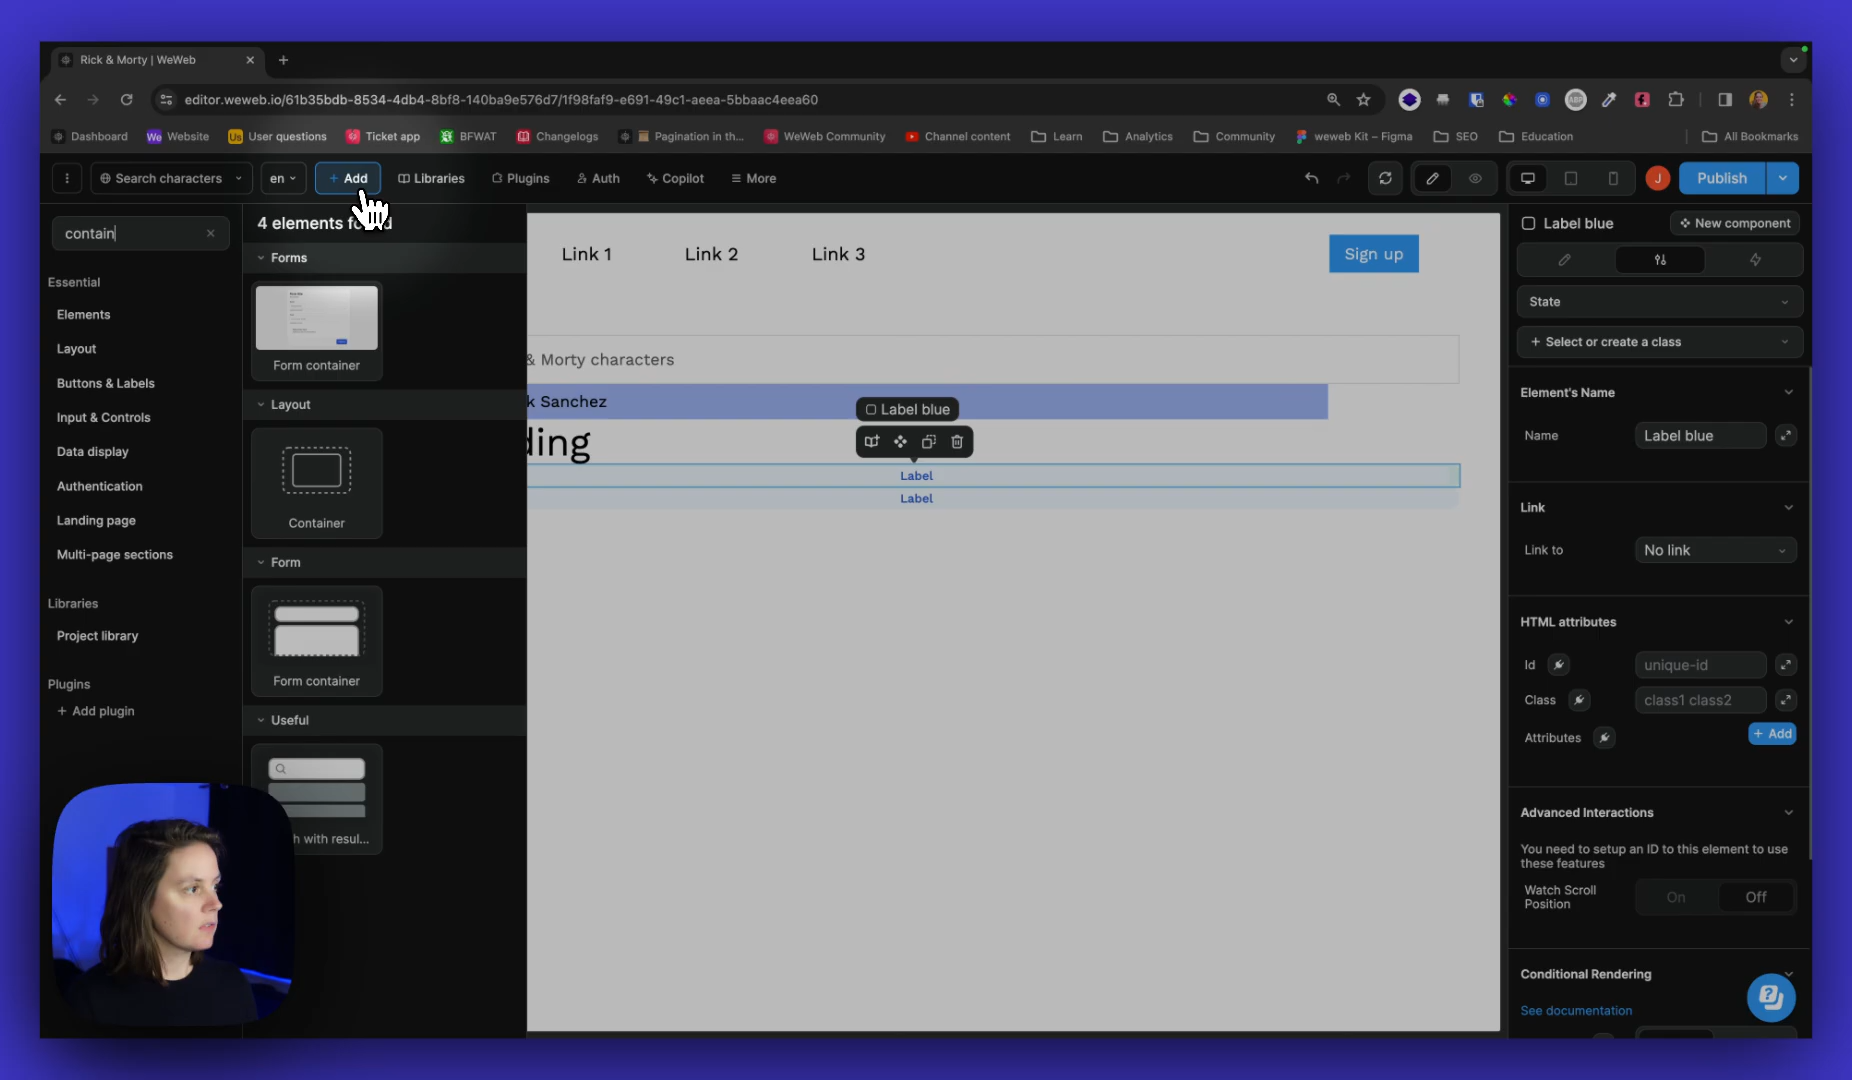 Rick & Morty | WeWeb
editor.weweb.io/61b35bdb-8534-4db4-8bf8-140ba9e576d7/1f98faf9-e691-49c1-aeea-5bbaac4eea60
Dashboard We Website Us User questions Ticket app BFWAT Changelogs Pagination in th... WeWeb Community Channel content Learn Analytics Community weweb Kit – Figma SEO Education All Bookmarks
Search characters en + Add Libraries Plugins Auth Copilot More J Publish
contain
Essential
Elements
Layout
Buttons & Labels
Input & Controls
Data display
Authentication
Landing page
Multi-page sections
Libraries
Project library
Plugins
+ Add plugin
4 elements fo d
Forms
Form container
Layout
Container
Form
Form container
Useful
h with resul...
Link 1 Link 2 Link 3 Sign up
& Morty characters
k Sanchez
Label blue
ding
Label
Label
Label blue New component
State
+ Select or create a class
Element's Name
Name Label blue
Link
Link to No link
HTML attributes
Id unique-id
Class class1 class2
Attributes + Add
Advanced Interactions
You need to setup an ID to this element to use
these features
Watch Scroll
Position On Off
Conditional Rendering
See documentation